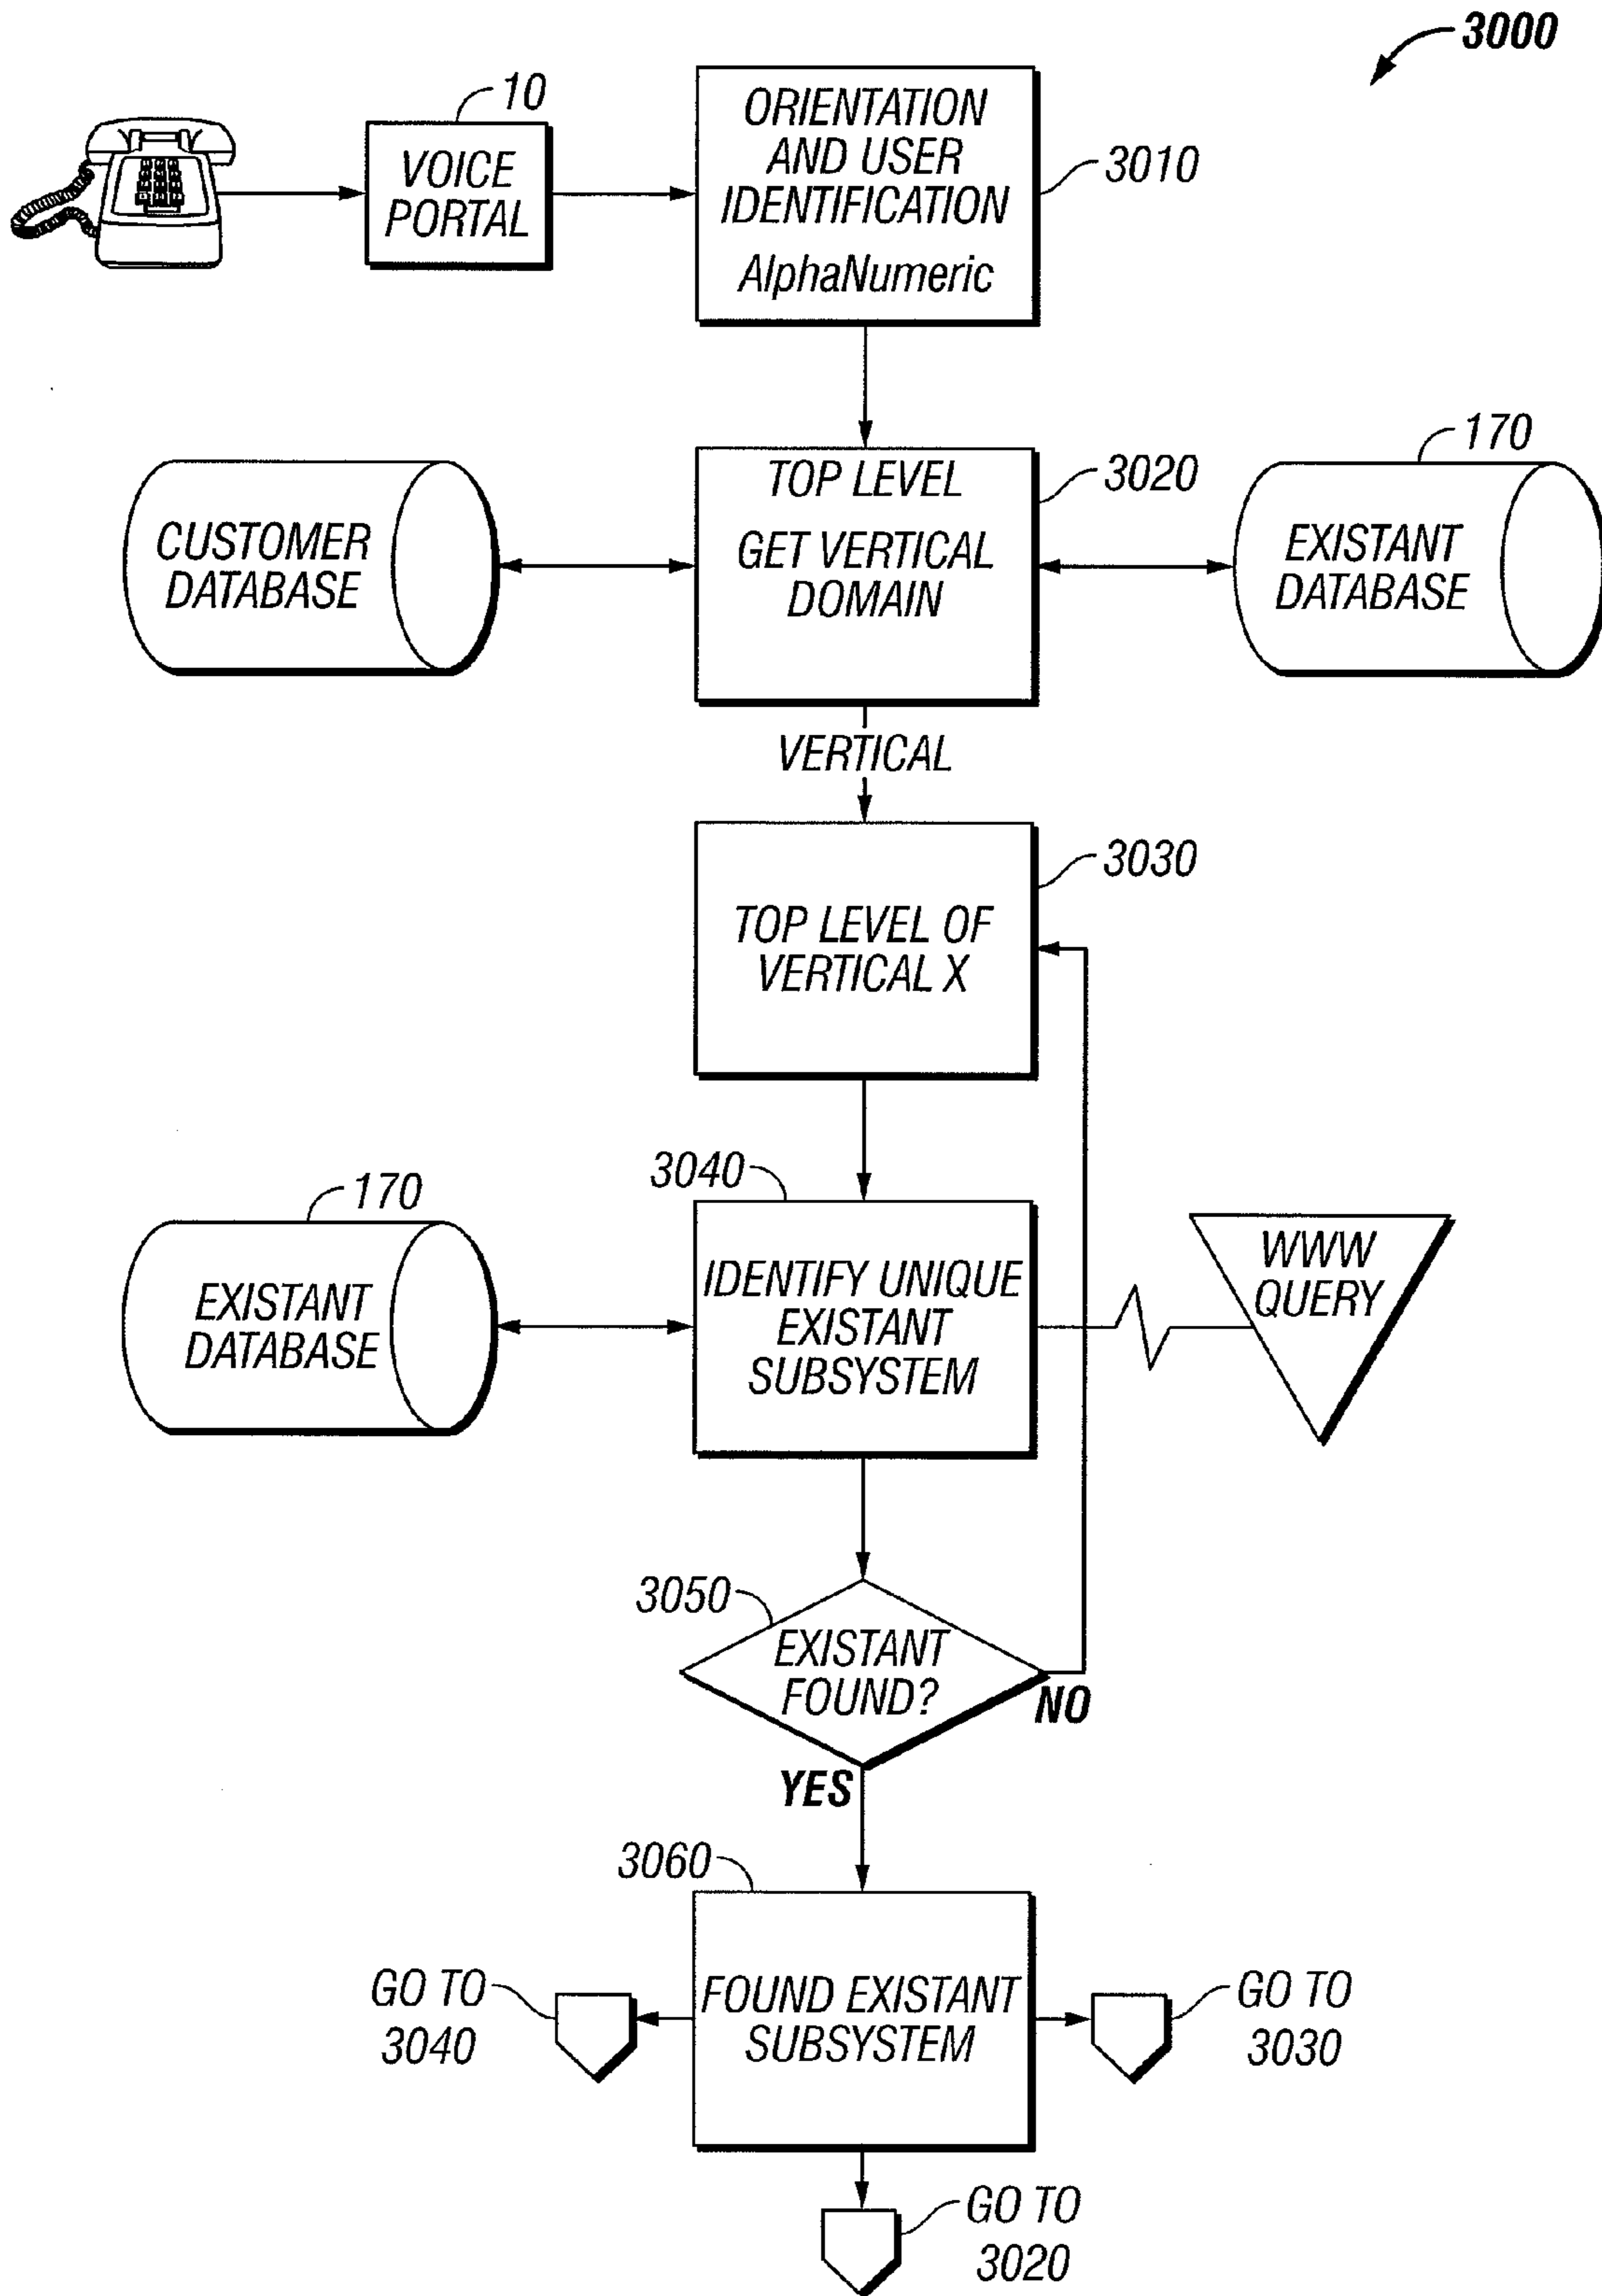 3000
10
VOICE
PORTAL
ORIENTATION
AND USER
IDENTIFICATION
AlphaNumeric
3010
CUSTOMER
DATABASE
TOP LEVEL
GET VERTICAL
DOMAIN
3020
170
EXISTANT
DATABASE
VERTICAL
TOP LEVEL OF
VERTICAL X
3030
170
EXISTANT
DATABASE
3040
IDENTIFY UNIQUE
EXISTANT
SUBSYSTEM
WWW
QUERY
3050
EXISTANT
FOUND?
NO
YES
3060
FOUND EXISTANT
SUBSYSTEM
GO TO
3040
GO TO
3030
GO TO
3020